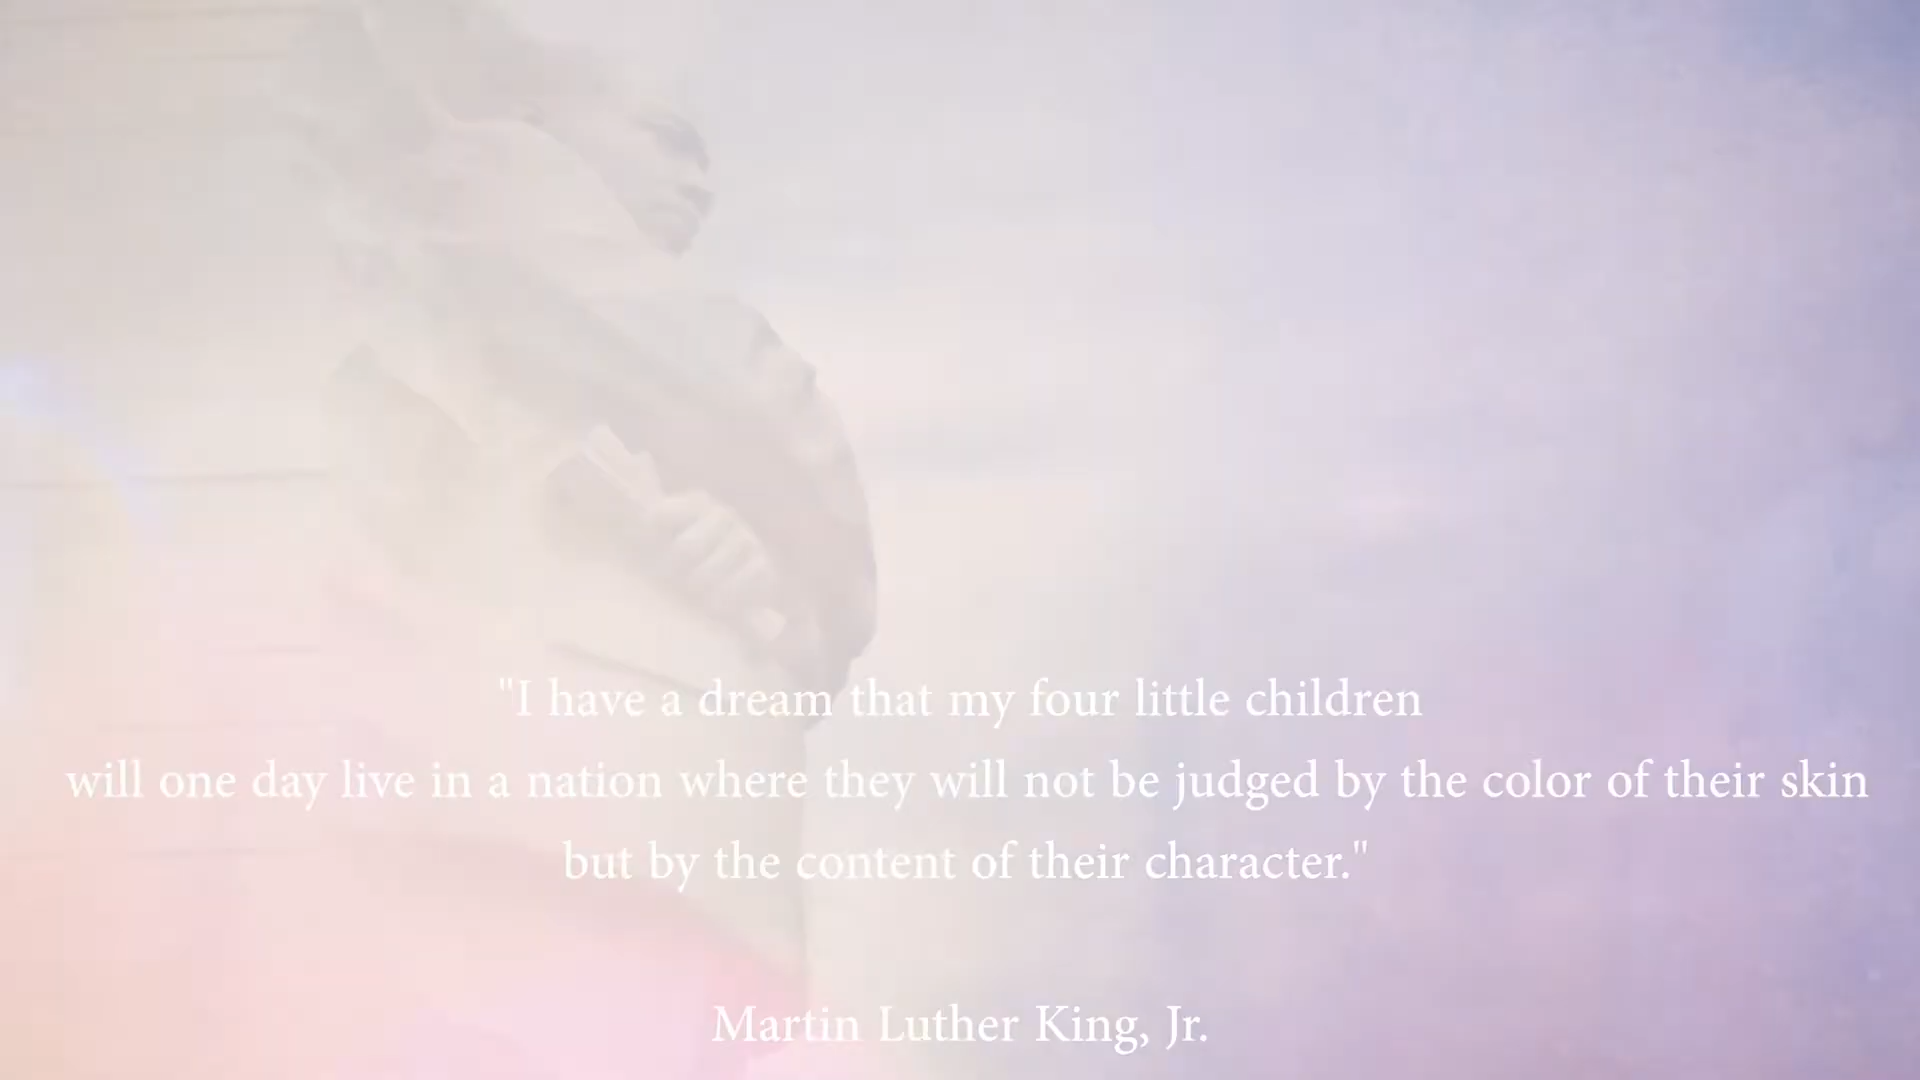 "I have a dream that my four little children
will one day live in a nation where they will not be judged by the color of their skin
but by the content of their character."
Martin Luther King, Jr.